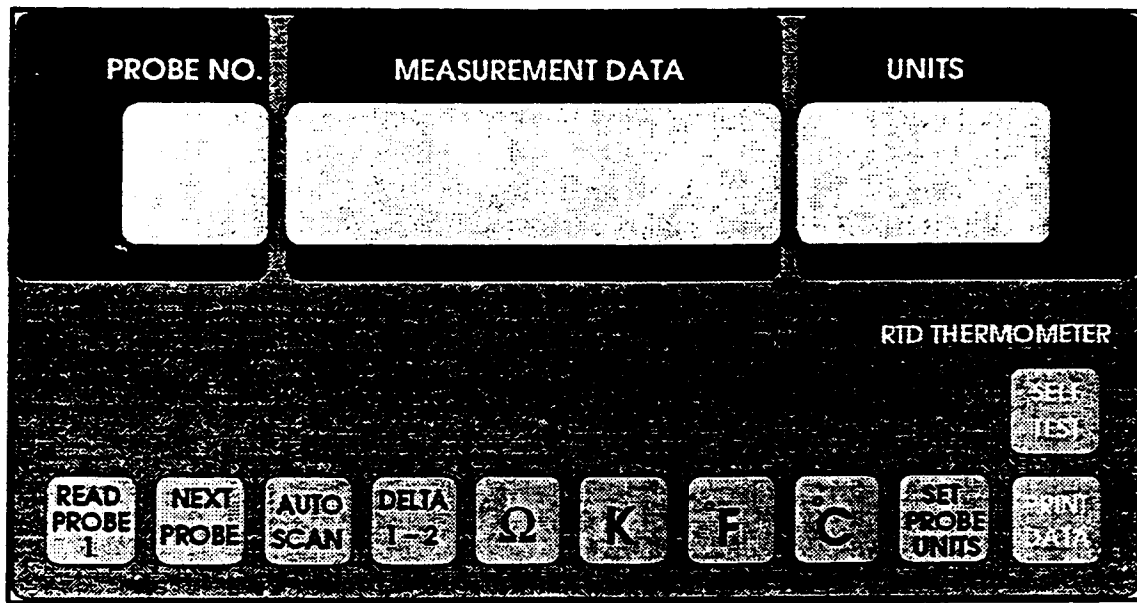 PROBE NO.
MEASUREMENT DATA
UNITS
RTD THERMOMETER
SELF
TEST
READ
PROBE
1
NEXT
PROBE
AUTO
SCAN
DELTA
1-2
Ω
K
°F
°C
SET
PROBE
UNITS
PRINT
DATA